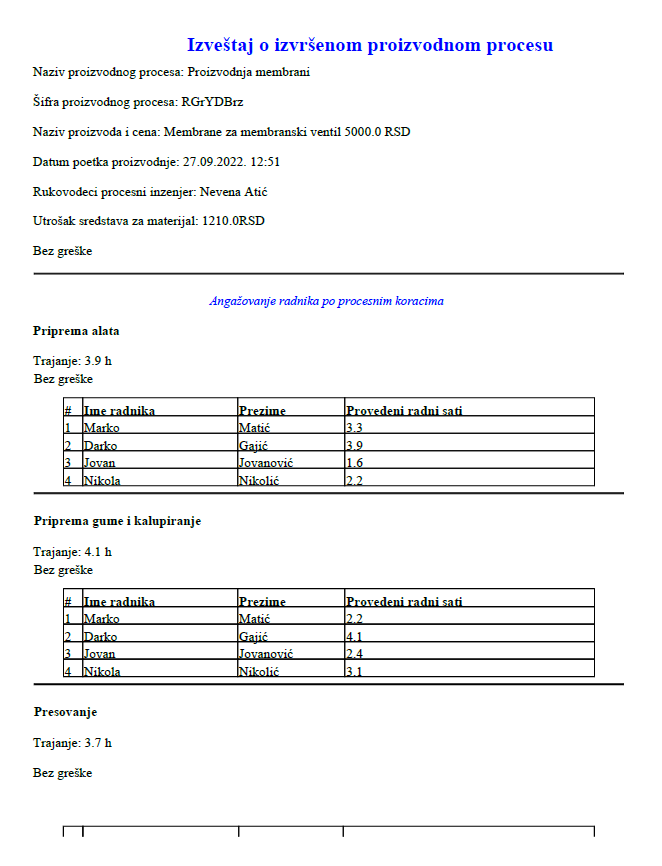 Izveštaj o izvršenom proizvodnom procesu
Naziv proizvodnog procesa: Proizvodnja membrani
Šifra proizvodnog procesa: RGrYDBrz
Naziv proizvoda i cena: Membrane za membranski ventil 5000.0 RSD
Datum poetka proizvodnje: 27.09.2022. 12:51
Rukovodeci procesni inzenjer: Nevena Atić
Utrošak sredstava za materijal: 1210.0RSD
Bez greške
Angažovanje radnika po procesnim koracima
Priprema alata
Trajanje: 3.9 h
Bez greške
# Ime radnika Prezime Provedeni radni sati
1 Marko Matić 3.3
2 Darko Gajić 3.9
3 Jovan Jovanović 1.6
4 Nikola Nikolić 2.2
Priprema gume i kalupiranje
Trajanje: 4.1 h
Bez greške
# Ime radnika Prezime Provedeni radni sati
1 Marko Matić 2.2
2 Darko Gajić 4.1
3 Jovan Jovanović 2.4
4 Nikola Nikolić 3.1
Presovanje
Trajanje: 3.7 h
Bez greške